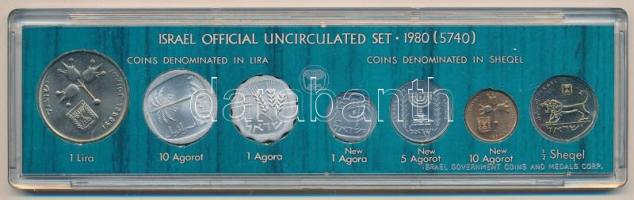 ISRAEL OFFICIAL UNCIRCULATED SET • 1980 (5740)
COINS DENOMINATED IN LIRA
COINS DENOMINATED IN SHEQEL
darabanth
1 Lira
10 Agorot
1 Agora
New
1 Agora
New
5 Agorot
New
10 Agorot
½ Sheqel
ISRAEL GOVERNMENT COINS AND MEDALS CORP.